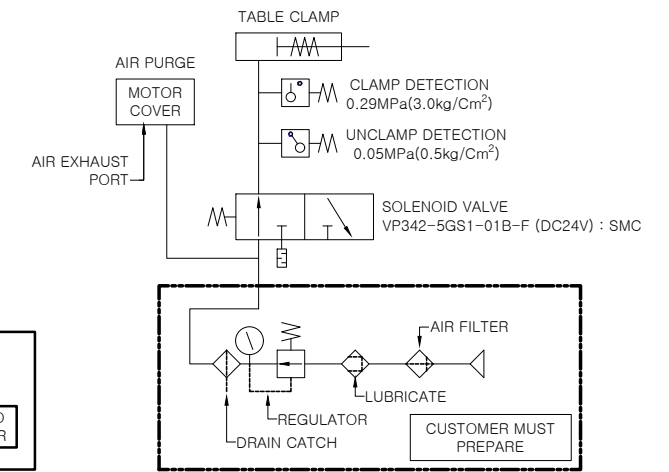 TABLE CLAMP
AIR PURGE
MOTOR
COVER
CLAMP DETECTION
0.29MPa(3.0kg/Cm²)
UNCLAMP DETECTION
0.05MPa(0.5kg/Cm²)
AIR EXHAUST
PORT
SOLENOID VALVE
VP342-5GS1-01B-F (DC24V) : SMC
AIR FILTER
LUBRICATE
REGULATOR
DRAIN CATCH
CUSTOMER MUST
PREPARE